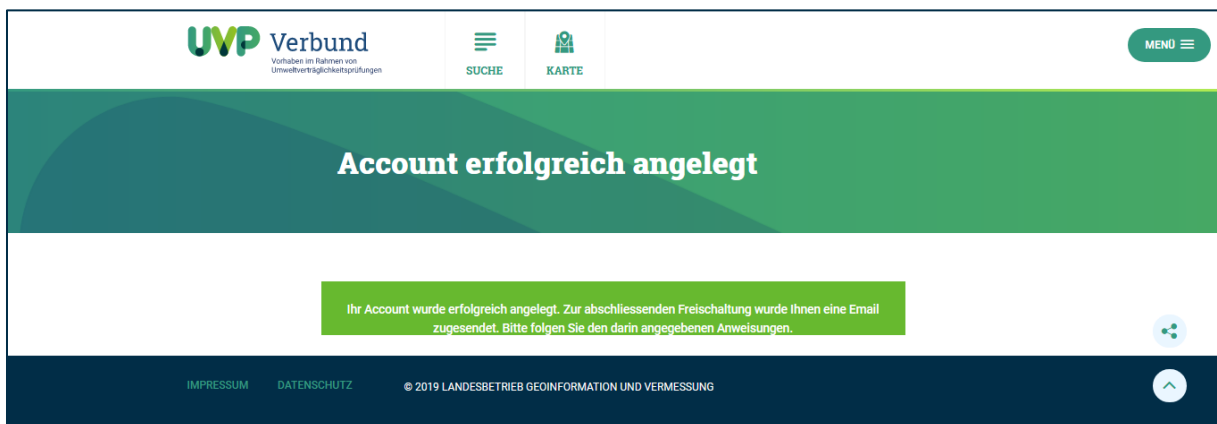 UVP Verbund
Vorhaben im Rahmen von
Umweltverträglichkeitsprüfungen
SUCHE
KARTE
MENÜ
Account erfolgreich angelegt
Ihr Account wurde erfolgreich angelegt. Zur abschliessenden Freischaltung wurde Ihnen eine Email
zugesendet. Bitte folgen Sie den darin angegebenen Anweisungen.
IMPRESSUM DATENSCHUTZ © 2019 LANDESBETRIEB GEOINFORMATION UND VERMESSUNG